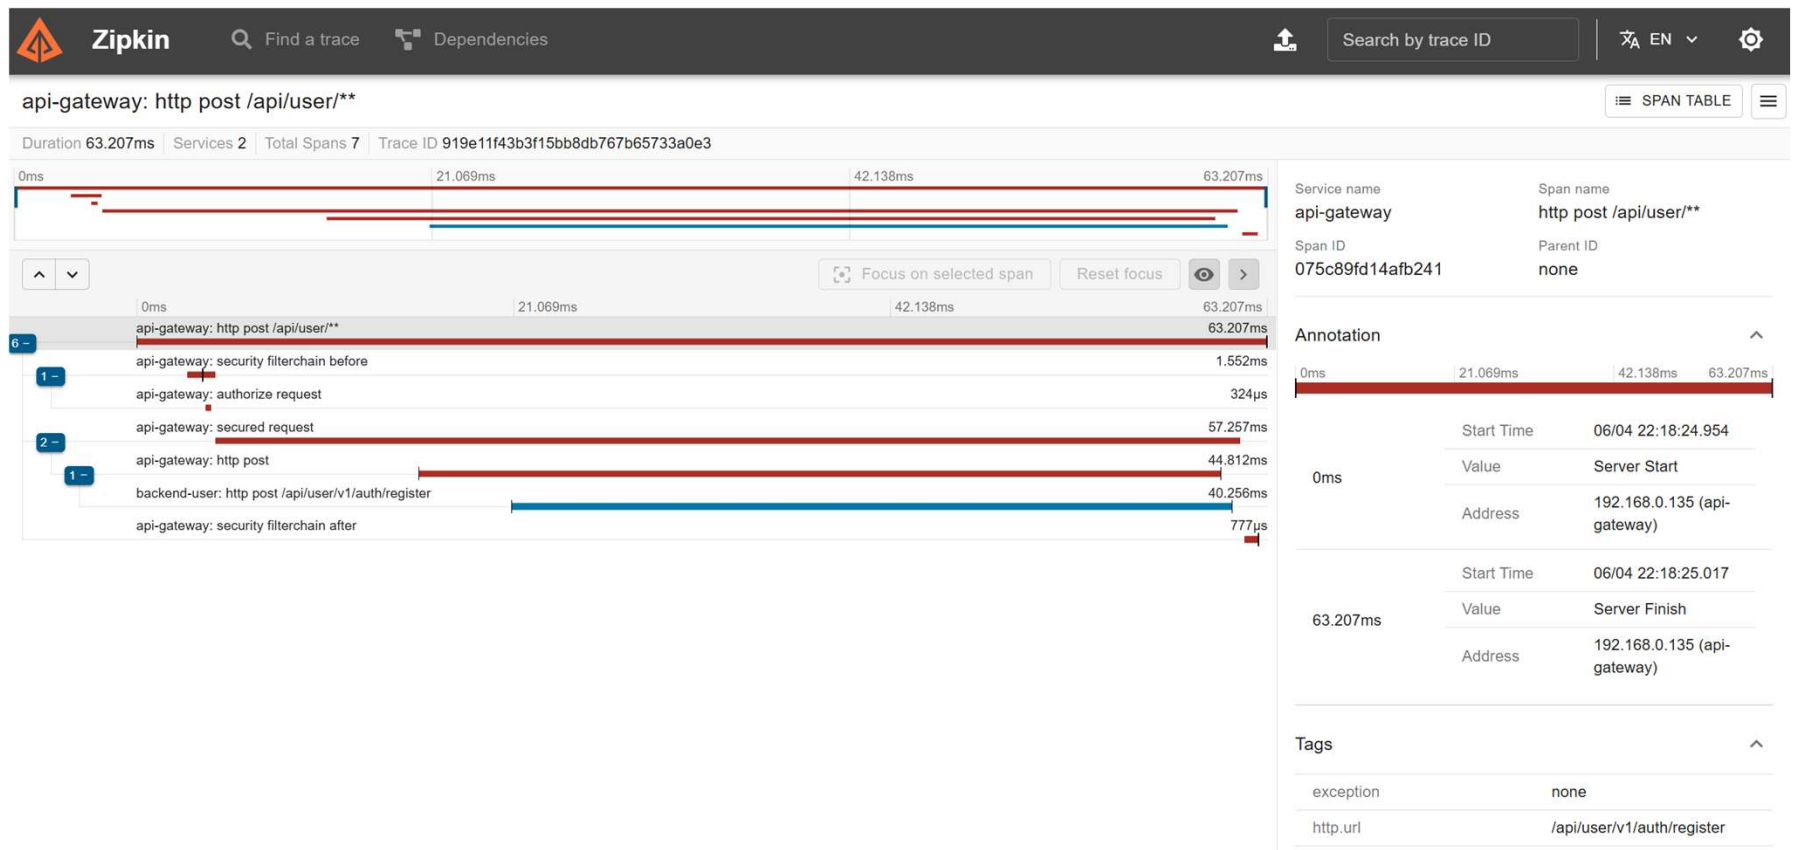 Zipkin
Find a trace
Dependencies
Search by trace ID
EN
api-gateway: http post /api/user/**
SPAN TABLE
Duration 63.207ms Services 2 Total Spans 7 Trace ID 919e11f43b3f15bb8db767b65733a0e3
0ms 21.069ms 42.138ms 63.207ms
Focus on selected span
Reset focus
0ms 21.069ms 42.138ms 63.207ms
api-gateway: http post /api/user/** 63.207ms
6 −
api-gateway: security filterchain before 1.552ms
1 −
api-gateway: authorize request 324µs
api-gateway: secured request 57.257ms
2 −
api-gateway: http post 44.812ms
1 −
backend-user: http post /api/user/v1/auth/register 40.256ms
api-gateway: security filterchain after 777µs
Service name Span name
api-gateway http post /api/user/**
Span ID Parent ID
075c89fd14afb241 none
Annotation
0ms 21.069ms 42.138ms 63.207ms
Start Time 06/04 22:18:24.954
0ms
Value Server Start
Address 192.168.0.135 (api-
gateway)
Start Time 06/04 22:18:25.017
63.207ms
Value Server Finish
Address 192.168.0.135 (api-
gateway)
Tags
exception none
http.url /api/user/v1/auth/register